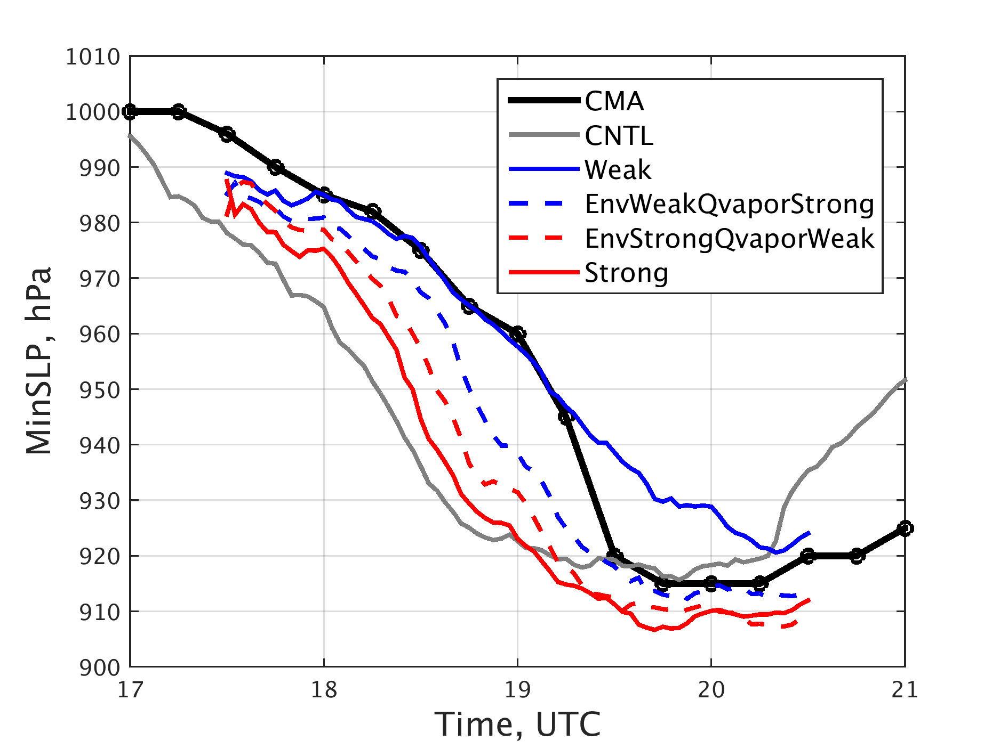 1010
1000
990
980
970
960
950
940
930
920
910
900
MinSLP, hPa
CMA
CNTL
Weak
EnvWeakQvaporStrong
EnvStrongQvaporWeak
Strong
17 18 19 20 21
Time, UTC